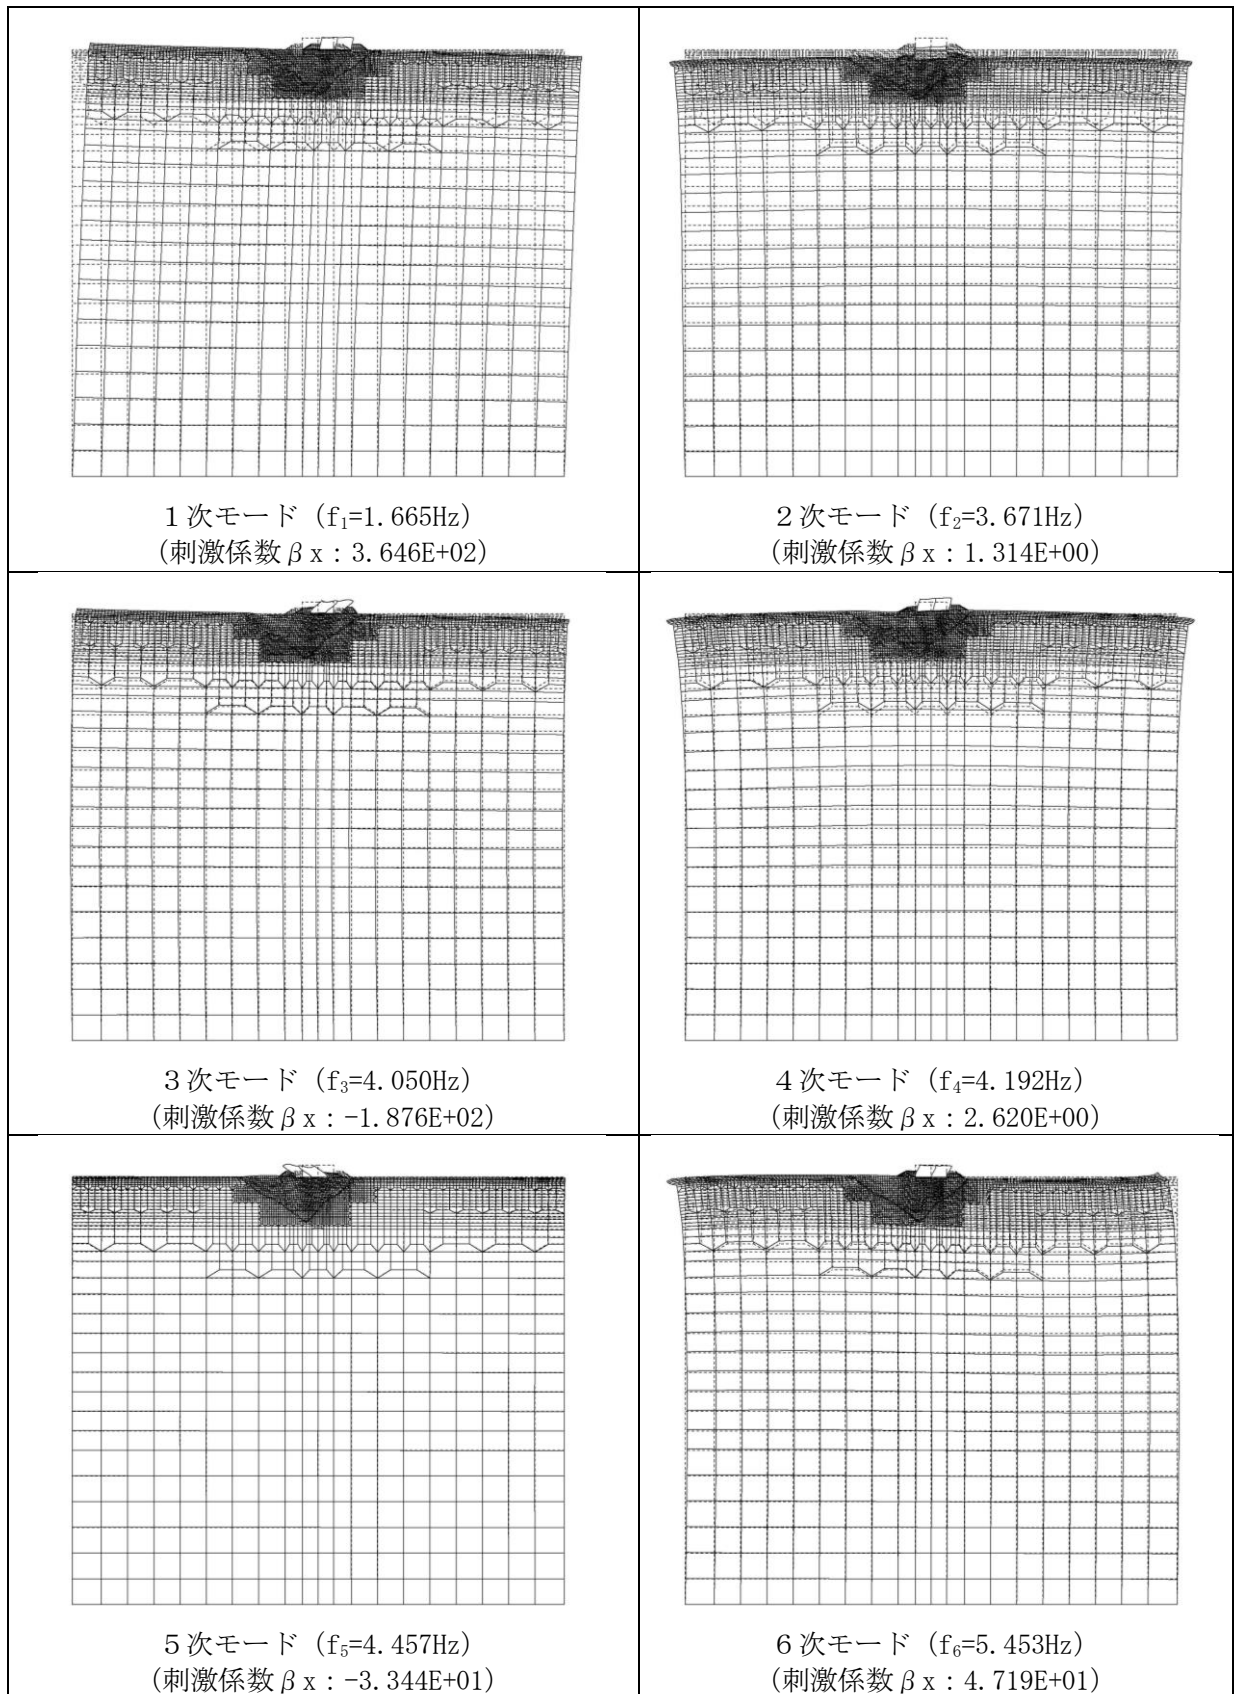 １次モード（f₁=1.665Hz）
（刺激係数βx：3.646E+02）
２次モード（f₂=3.671Hz）
（刺激係数βx：1.314E+00）
３次モード（f₃=4.050Hz）
（刺激係数βx：-1.876E+02）
４次モード（f₄=4.192Hz）
（刺激係数βx：2.620E+00）
５次モード（f₅=4.457Hz）
（刺激係数βx：-3.344E+01）
６次モード（f₆=5.453Hz）
（刺激係数βx：4.719E+01）